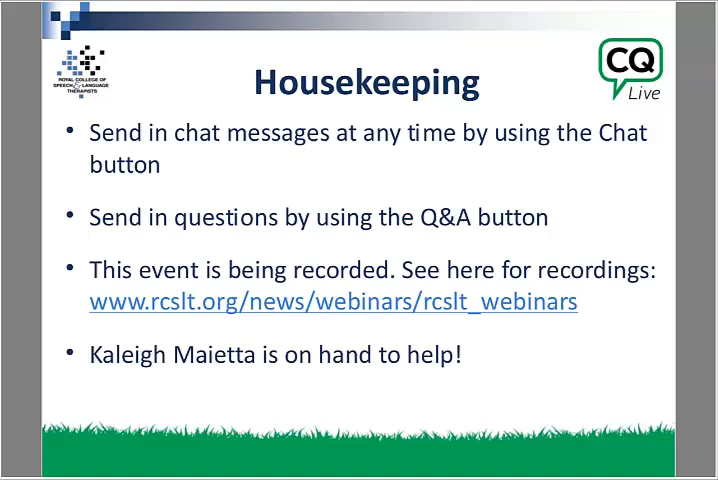 ROYAL COLLEGE OF
SPEECH & LANGUAGE
THERAPISTS
CQ
Live
Housekeeping
• Send in chat messages at any time by using the Chat
button
• Send in questions by using the Q&A button
• This event is being recorded. See here for recordings:
www.rcslt.org/news/webinars/rcslt_webinars
• Kaleigh Maietta is on hand to help!